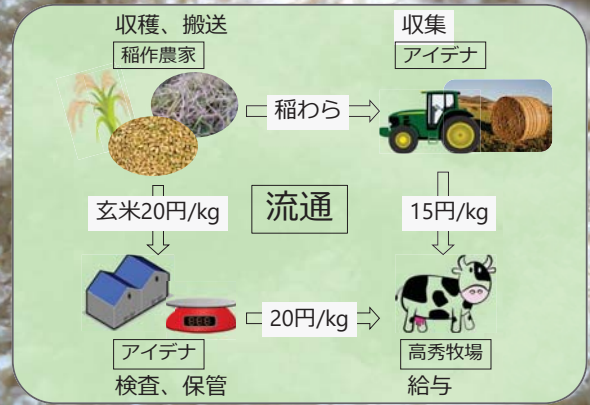 収穫、搬送
稲作農家
収集
アイデナ
稲わら
玄米20円/kg
流通
15円/kg
20円/kg
アイデナ
検査、保管
高秀牧場
給与